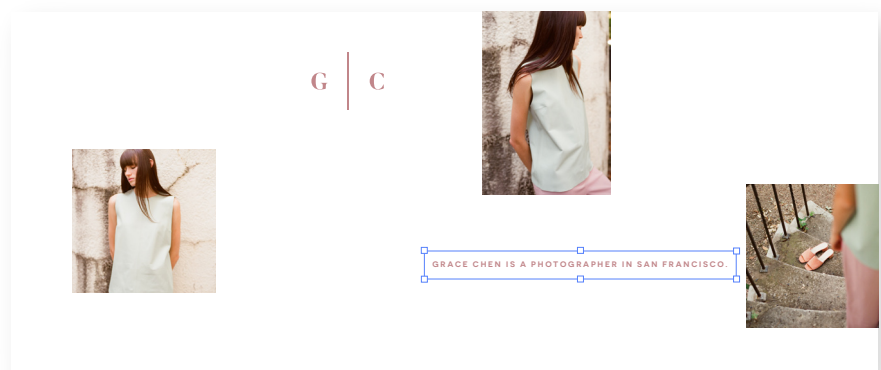 G | C
GRACE CHEN IS A PHOTOGRAPHER IN SAN FRANCISCO.